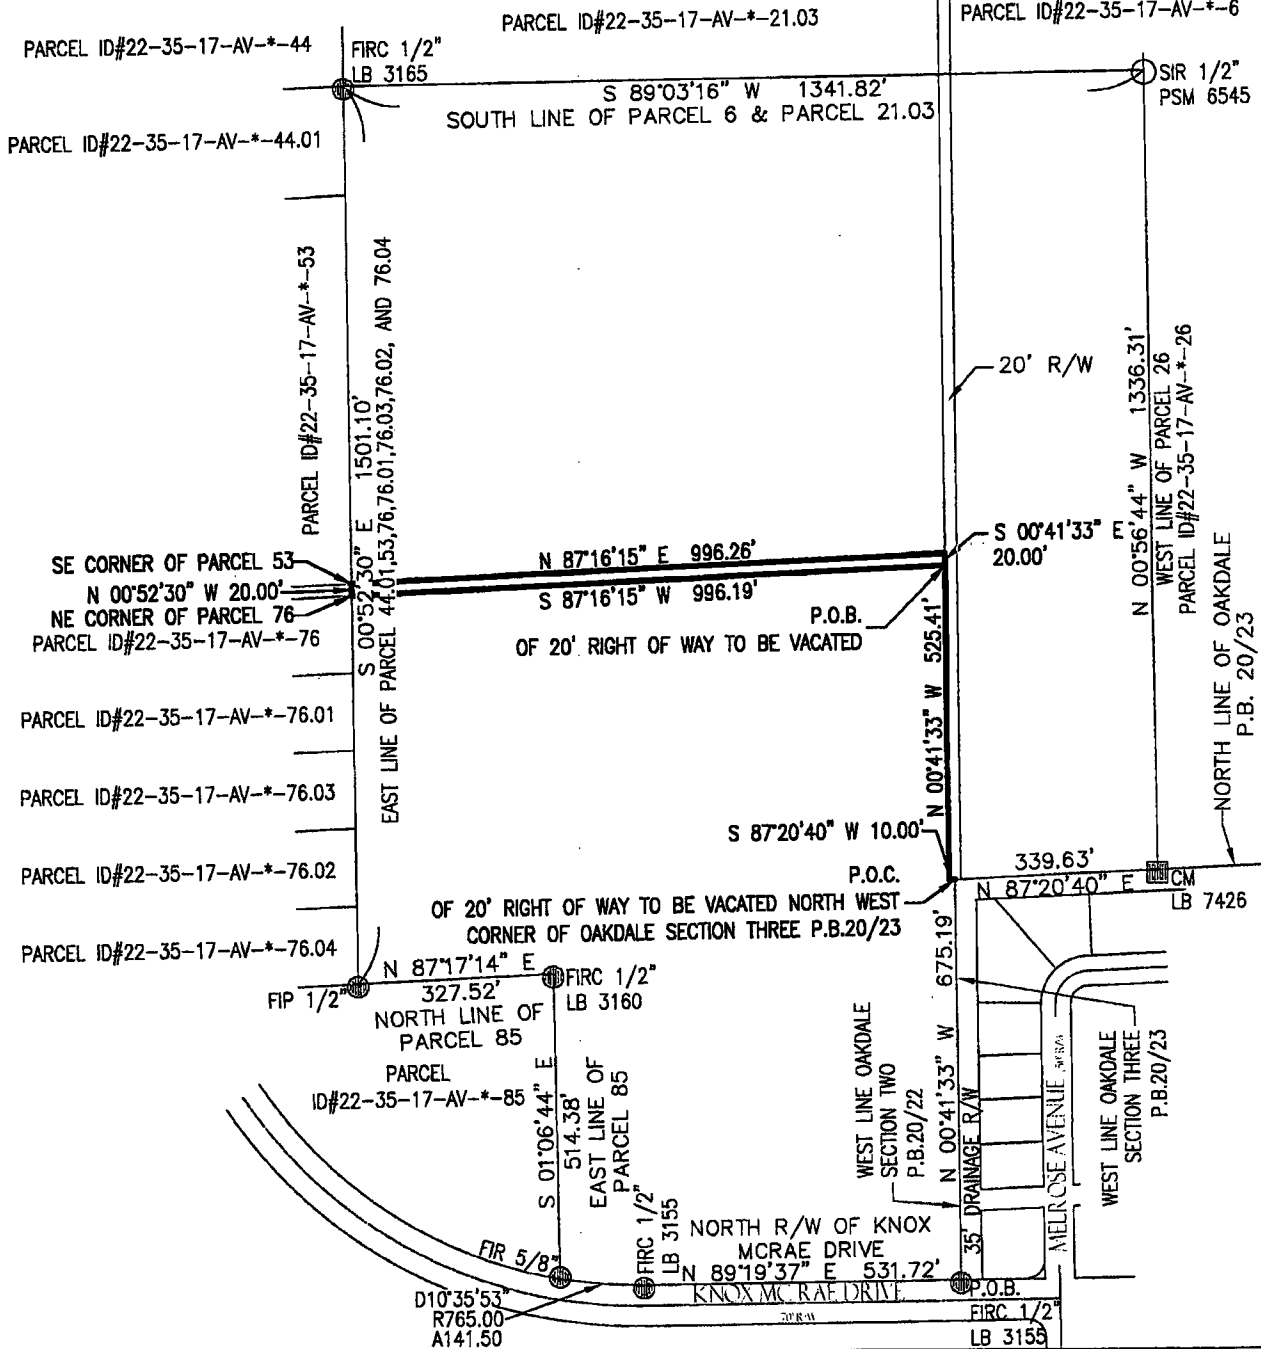 PARCEL ID#22-35-17-AV-*-44
PARCEL ID#22-35-17-AV-*-21.03
PARCEL ID#22-35-17-AV-*-6
FIRC 1/2"
LB 3165
S 89°03'16" W 1341.82'
SOUTH LINE OF PARCEL 6 & PARCEL 21.03
SIR 1/2"
PSM 6545
PARCEL ID#22-35-17-AV-*-44.01
PARCEL ID#22-35-17-AV-*-53
S 00°52'30" E 1501.10'
EAST LINE OF PARCEL 44.01,53,76,76.01,76.03,76.02, AND 76.04
20' R/W
N 00°56'44" W 1336.31'
WEST LINE OF PARCEL 26
PARCEL ID#22-35-17-AV-*-26
NORTH LINE OF OAKDALE
P.B. 20/23
SE CORNER OF PARCEL 53
N 00°52'30" W 20.00'
NE CORNER OF PARCEL 76
PARCEL ID#22-35-17-AV-*-76
N 87°16'15" E 996.26'
S 87°16'15" W 996.19'
S 00°41'33" E
20.00'
P.O.B.
OF 20' RIGHT OF WAY TO BE VACATED
N 00°41'33" W 525.41'
PARCEL ID#22-35-17-AV-*-76.01
PARCEL ID#22-35-17-AV-*-76.03
PARCEL ID#22-35-17-AV-*-76.02
PARCEL ID#22-35-17-AV-*-76.04
S 87°20'40" W 10.00'
P.O.C.
OF 20' RIGHT OF WAY TO BE VACATED NORTH WEST
CORNER OF OAKDALE SECTION THREE P.B.20/23
339.63'
N 87°20'40" E
CM
LB 7426
FIP 1/2"
N 87°17'14" E
327.52'
NORTH LINE OF
PARCEL 85
FIRC 1/2"
LB 3160
PARCEL
ID#22-35-17-AV-*-85
S 01°06'44" E
514.38'
EAST LINE OF
PARCEL 85
WEST LINE OAKDALE
SECTION TWO
P.B.20/22
N 00°41'33" W 675.19'
35' DRAINAGE R/W
MELROSE AVENUE
WEST LINE OAKDALE
SECTION THREE
P.B.20/23
FIR 5/8"
FIRC 1/2"
LB 3155
NORTH R/W OF KNOX
MCRAE DRIVE
N 89°19'37" E 531.72'
KNOX MC RAE DRIVE
70' R/W
D10°35'53"
R765.00
A141.50
P.O.B.
FIRC 1/2"
LB 3155